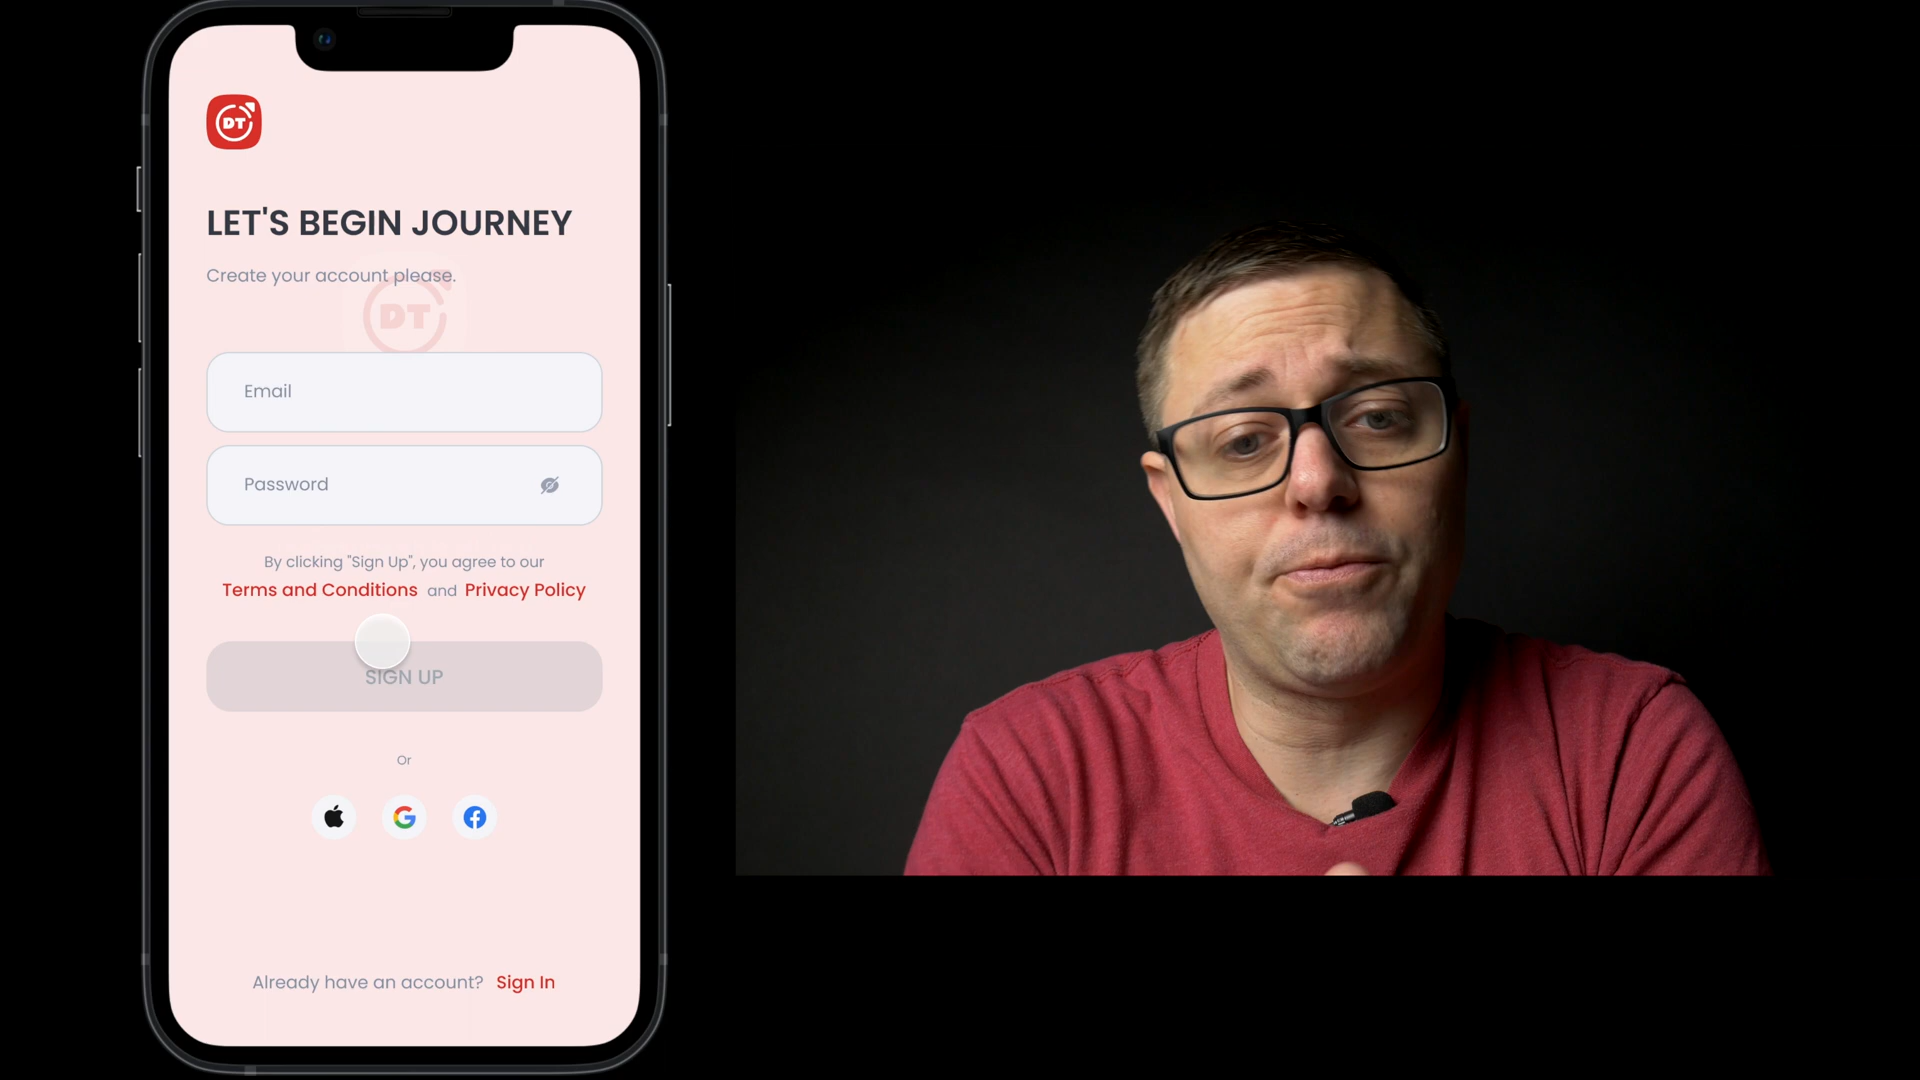 DT
LET'S BEGIN JOURNEY
Create your account please.
DT
Email
Password
By clicking "Sign Up", you agree to our
Terms and Conditions and Privacy Policy
SIGN UP
Or
Already have an account? Sign In